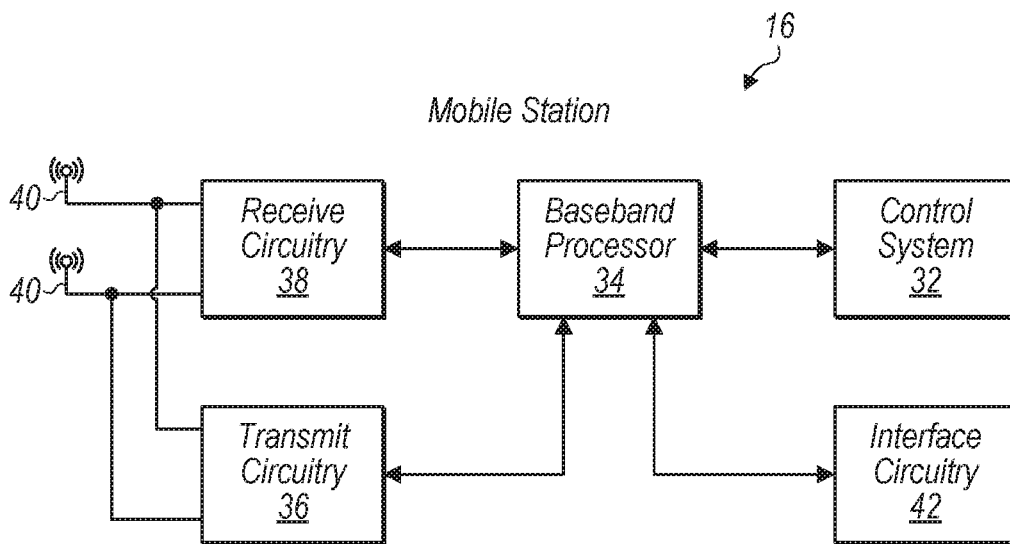 16
Mobile Station
40
40
Receive
Circuitry
38
Baseband
Processor
34
Control
System
32
Transmit
Circuitry
36
Interface
Circuitry
42